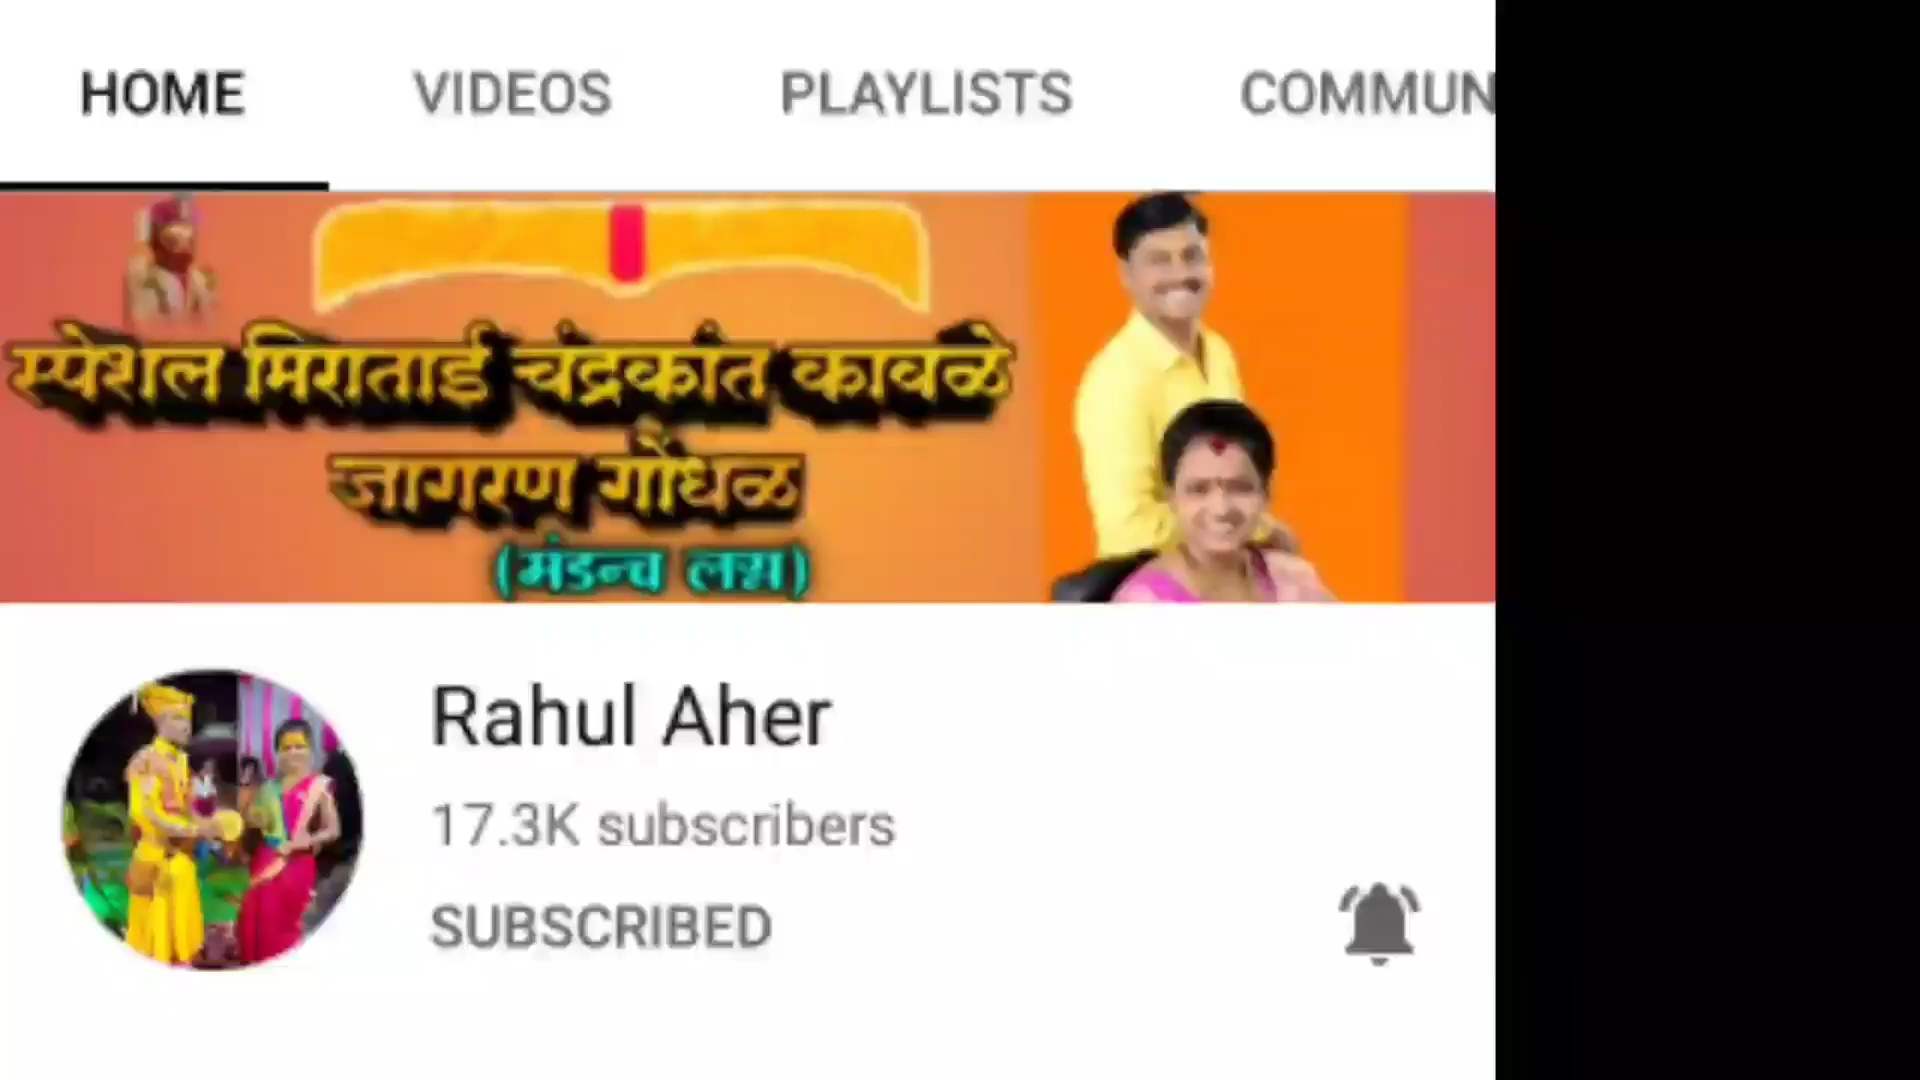 HOME VIDEOS PLAYLISTS COMMUN
स्पेशल मिराताई चंद्रकांत कावळे
जागरण गोंधळ
(मंडन्च लग्न)
Rahul Aher
17.3K subscribers
SUBSCRIBED